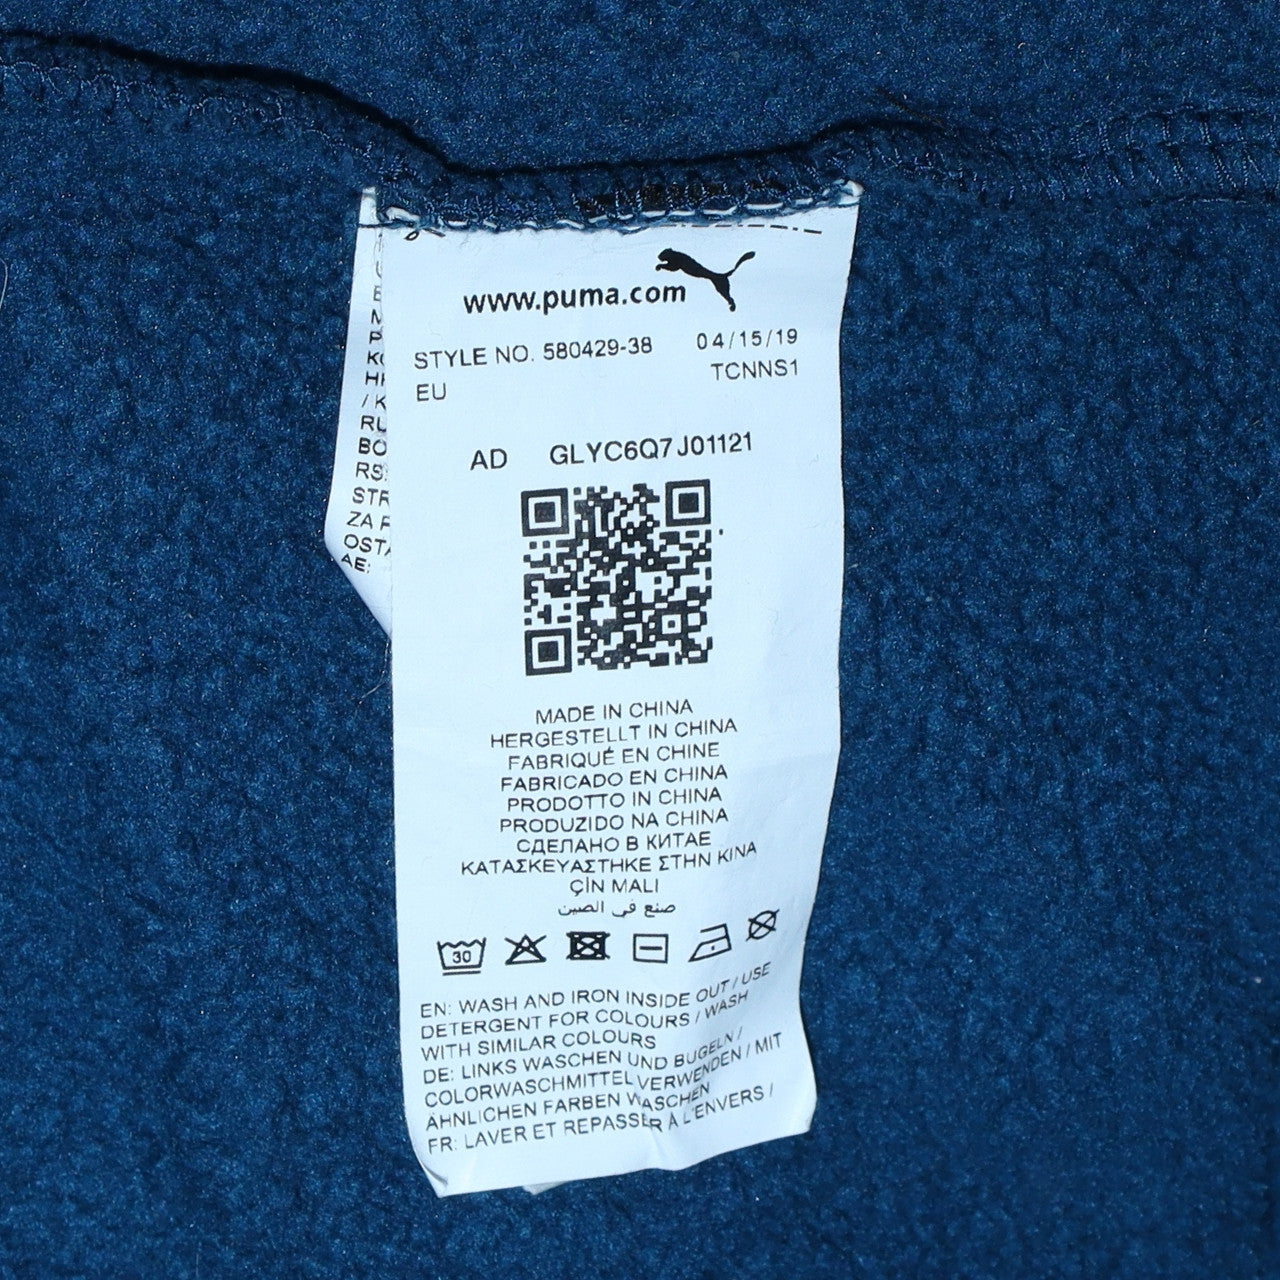 www.puma.com
STYLE NO. 580429-38 04/15/19
EU TCNNS1
AD GLYC6Q7J01121
MADE IN CHINA
HERGESTELLT IN CHINA
FABRIQUÉ EN CHINE
FABRICADO EN CHINA
PRODOTTO IN CHINA
PRODUZIDO NA CHINA
СДЕЛАНО В КИТАЕ
ΚΑΤΑΣΚΕΥΑΣΤΗΚΕ ΣΤΗΝ ΚΙΝΑ
ÇİN MALI
صنع في الصين
30
EN: WASH AND IRON INSIDE OUT / USE
DETERGENT FOR COLOURS / WASH
WITH SIMILAR COLOURS
DE: LINKS WASCHEN UND BÜGELN /
COLORWASCHMITTEL VERWENDEN / MIT
ÄHNLICHEN FARBEN WASCHEN
FR: LAVER ET REPASSER À L'ENVERS /